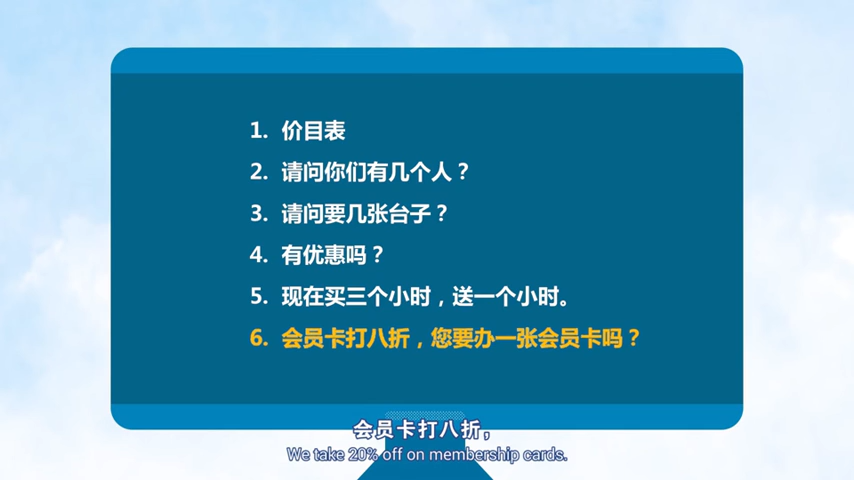 1. 价目表
2. 请问你们有几个人？
3. 请问要几张台子？
4. 有优惠吗？
5. 现在买三个小时，送一个小时。
6. 会员卡打八折，您要办一张会员卡吗？
会员卡打八折，
We take 20% off on membership cards.